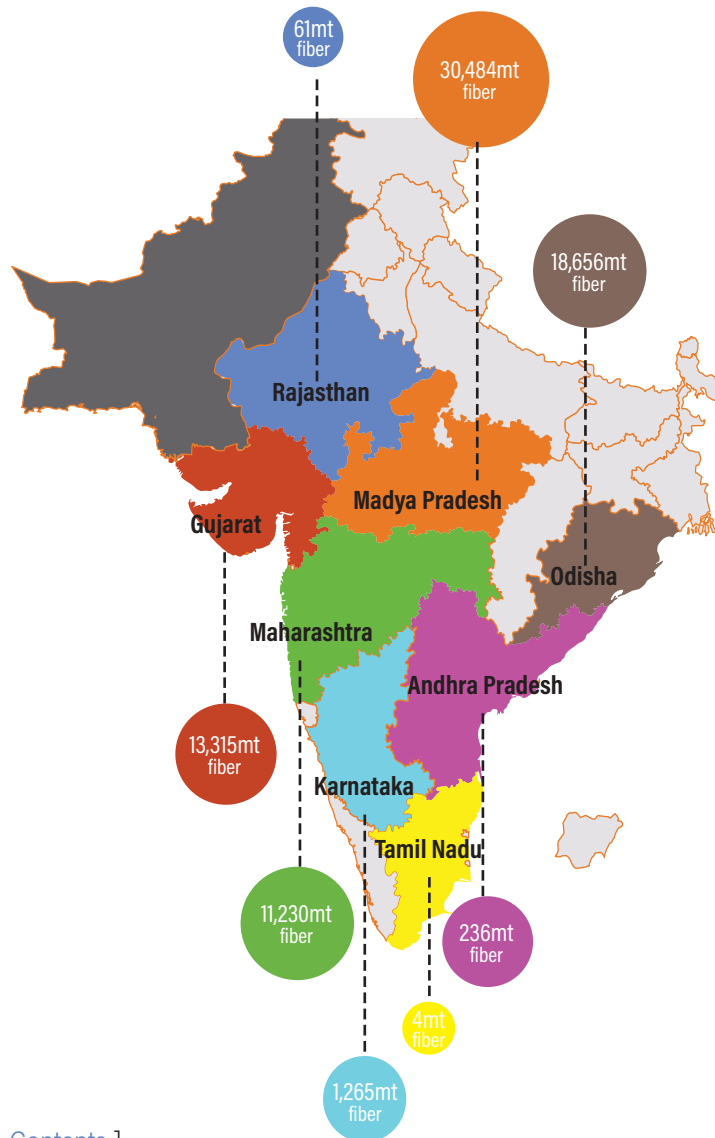 61mt
fiber
30,484mt
fiber
18,656mt
fiber
Rajasthan
Madya Pradesh
Gujarat
Odisha
Maharashtra
Andhra Pradesh
13,315mt
fiber
Karnataka
Tamil Nadu
11,230mt
fiber
236mt
fiber
4mt
fiber
1,265mt
fiber